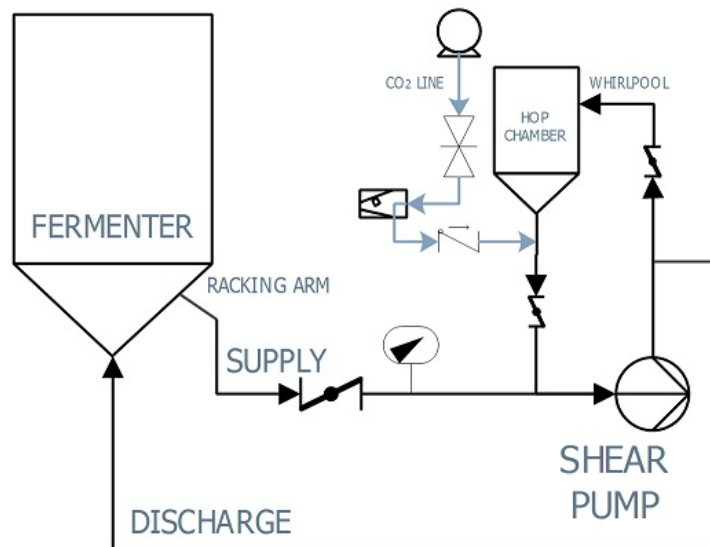 CO2 LINE
WHIRLPOOL
HOP
CHAMBER
FERMENTER
RACKING ARM
SUPPLY
SHEAR
PUMP
DISCHARGE